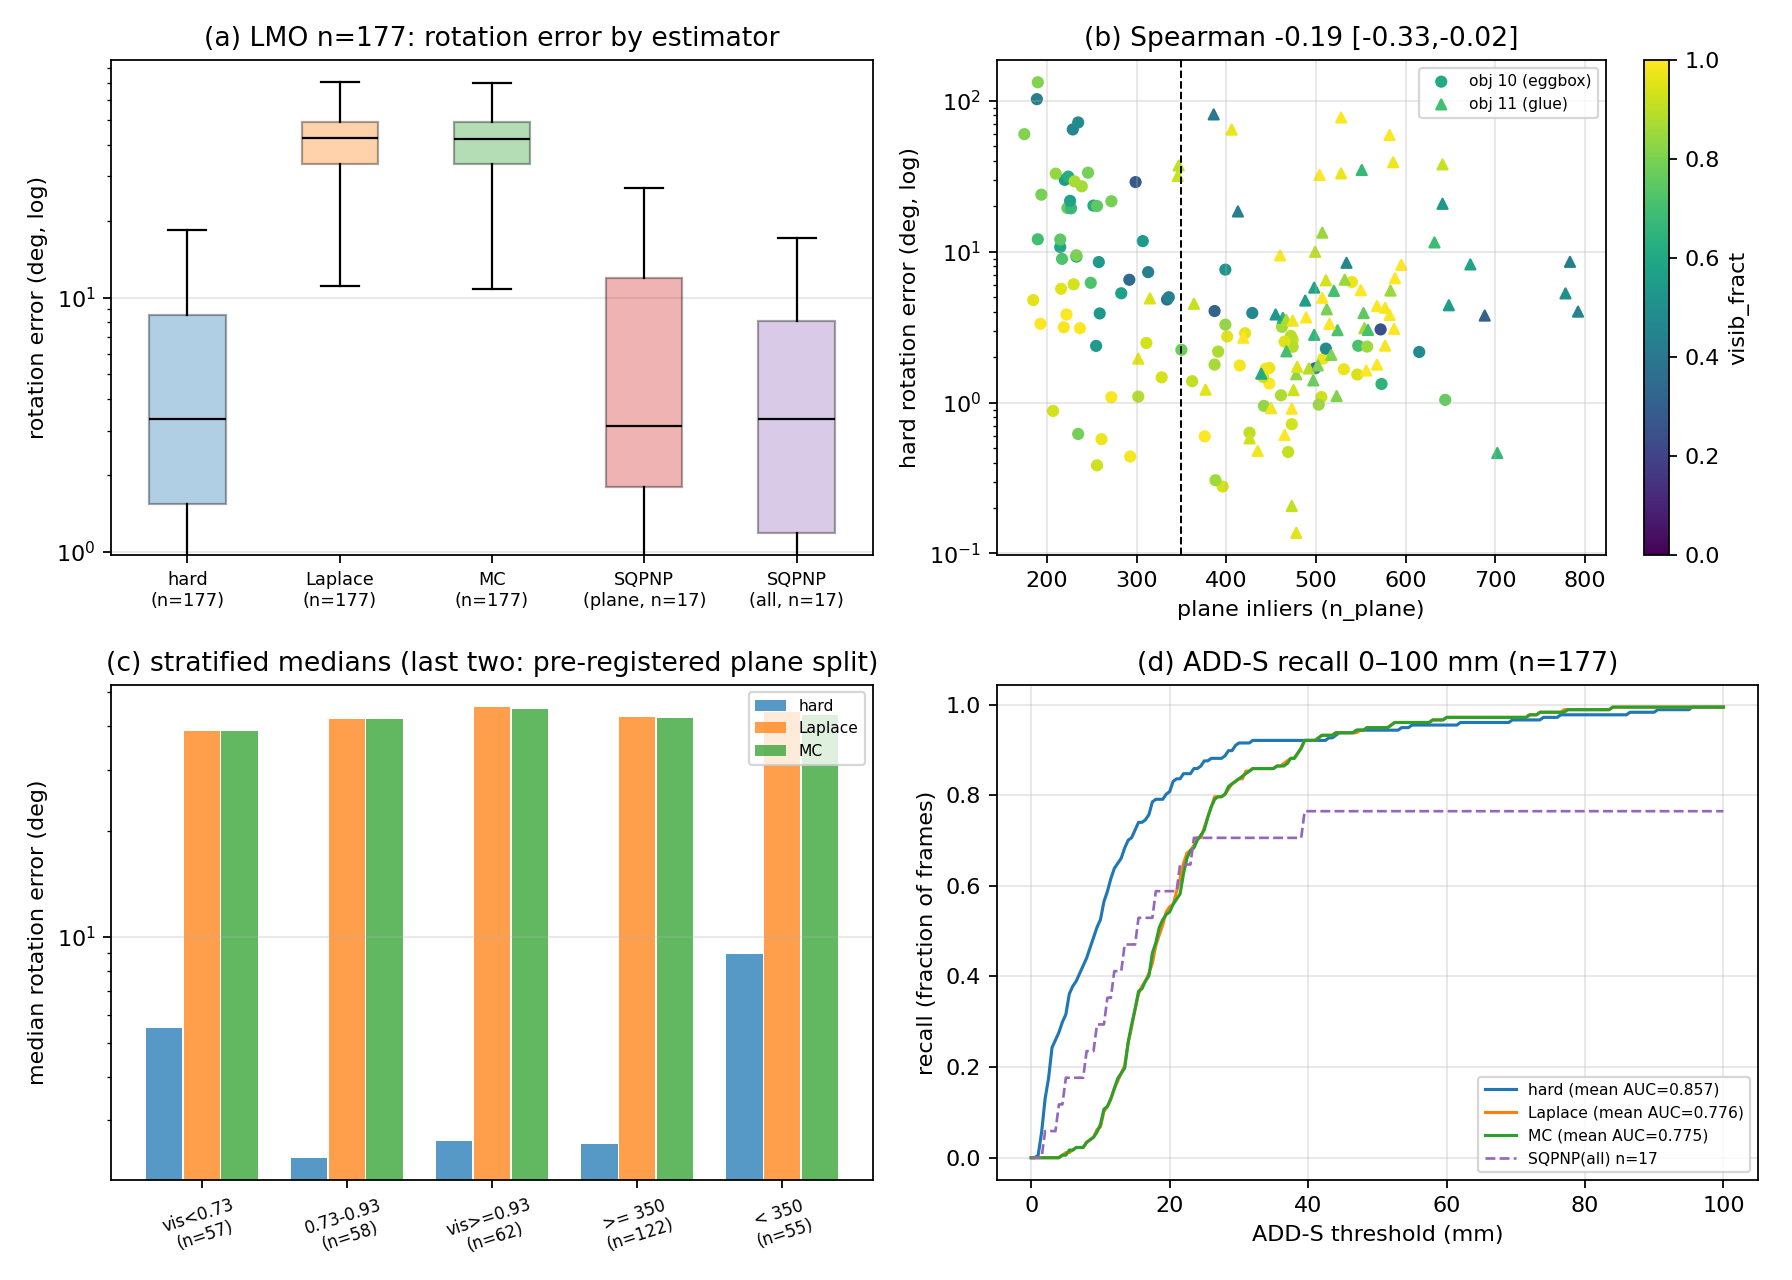 (a) LMO n=177: rotation error by estimator
rotation error (deg, log)
10^1
10^0
hard
(n=177)
Laplace
(n=177)
MC
(n=177)
SQPNP
(plane, n=17)
SQPNP
(all, n=17)
(b) Spearman -0.19 [-0.33,-0.02]
hard rotation error (deg, log)
10^2
10^1
10^0
10^-1
obj 10 (eggbox)
obj 11 (glue)
200 300 400 500 600 700 800
plane inliers (n_plane)
1.0
0.8
0.6
0.4
0.2
0.0
visib_fract
(c) stratified medians (last two: pre-registered plane split)
median rotation error (deg)
10^1
hard
Laplace
MC
vis<0.73
(n=57)
0.73-0.93
(n=58)
vis>=0.93
(n=62)
>= 350
(n=122)
< 350
(n=55)
(d) ADD-S recall 0–100 mm (n=177)
recall (fraction of frames)
1.0
0.8
0.6
0.4
0.2
0.0
hard (mean AUC=0.857)
Laplace (mean AUC=0.776)
MC (mean AUC=0.775)
SQPNP(all) n=17
0 20 40 60 80 100
ADD-S threshold (mm)